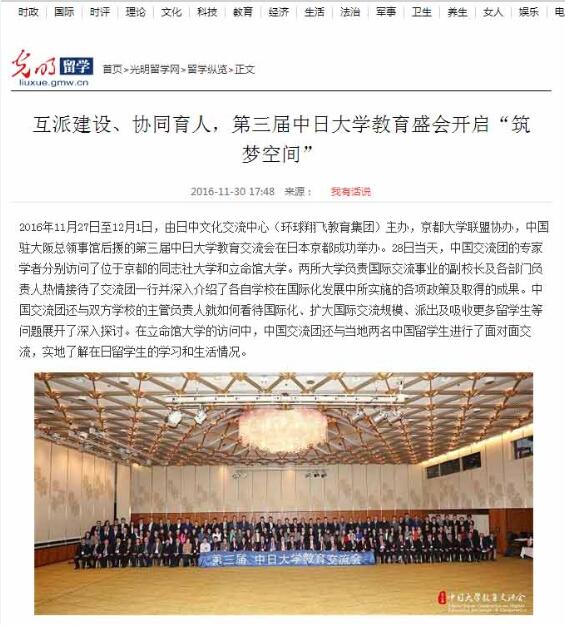 时政 国际 时评 理论 文化 科技 教育 经济 生活 法治 军事 卫生 养生 女人 娱乐 电
光明留学
liuxue.gmw.cn
首页>光明留学网>留学纵览>正文
互派建设、协同育人，第三届中日大学教育盛会开启“筑
梦空间”
2016-11-30 17:48 来源： 我有话说
2016年11月27日至12月1日，由日中文化交流中心（环球翔飞教育集团）主办，京都大学联盟协办，中国
驻大阪总领事馆后援的第三届中日大学教育交流会在日本京都成功举办。28日当天，中国交流团的专家
学者分别访问了位于京都的同志社大学和立命馆大学。两所大学负责国际交流事业的副校长及各部门负
责人热情接待了交流团一行并深入介绍了各自学校在国际化发展中所实施的各项政策及取得的成果。中
国交流团还与双方学校的主管负责人就如何看待国际化、扩大国际交流规模、派出及吸收更多留学生等
问题展开了深入探讨。在立命馆大学的访问中，中国交流团还与当地两名中国留学生进行了面对面交
流，实地了解在日留学生的学习和生活情况。
第三届 中日大学教育交流会
中国大学教育交流会